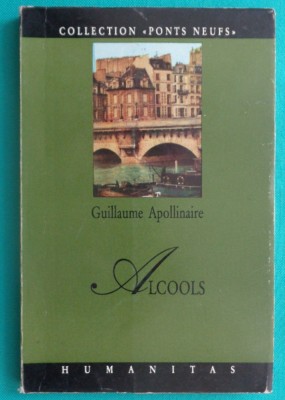 COLLECTION «PONTS NEUFS»
Guillaume Apollinaire
ALCOOLS
HUMANITAS